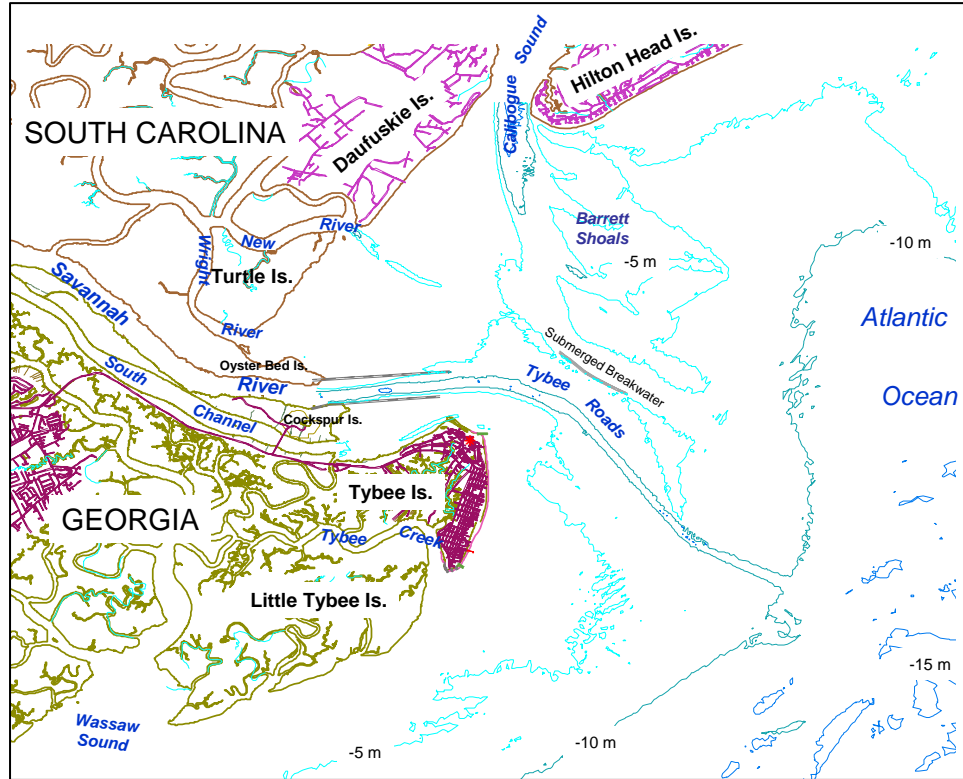 Calibogue Sound
Hilton Head Is.
SOUTH CAROLINA
Daufuskie Is.
Barrett
Shoals
-5 m
-10 m
New River
Wright River
Turtle Is.
Savannah River
Atlantic
Ocean
South Channel
Oyster Bed Is.
Submerged Breakwater
Tybee Roads
Cockspur Is.
Tybee Is.
GEORGIA
Tybee Creek
Little Tybee Is.
-15 m
Wassaw
Sound
-5 m
-10 m